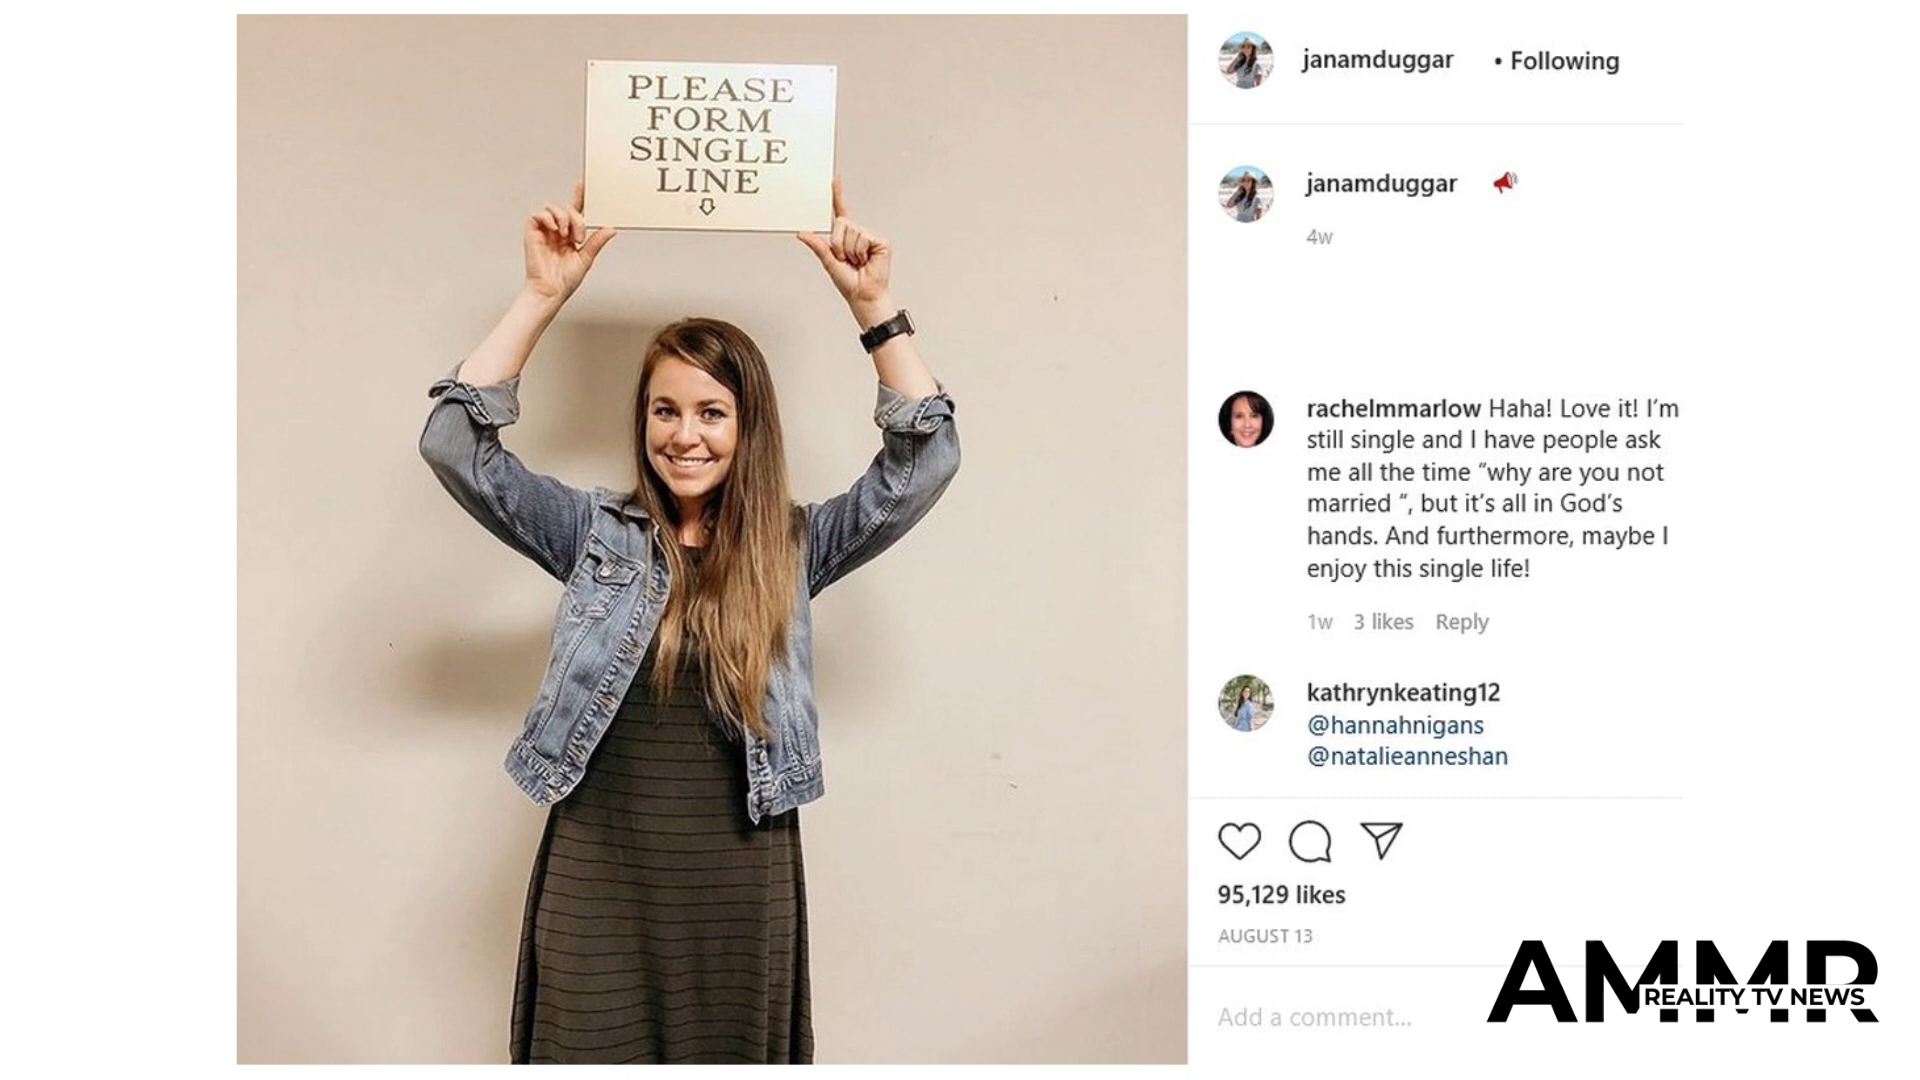 PLEASE
FORM
SINGLE
LINE
janamduggar • Following
janamduggar
4w
rachelmmarlow Haha! Love it! I’m
still single and I have people ask
me all the time “why are you not
married “, but it’s all in God’s
hands. And furthermore, maybe I
enjoy this single life!
1w 3 likes Reply
kathrynkeating12
@hannahnigans
@natalieanneshan
95,129 likes
AUGUST 13
Add a comment...
AMMR
REALITY TV NEWS